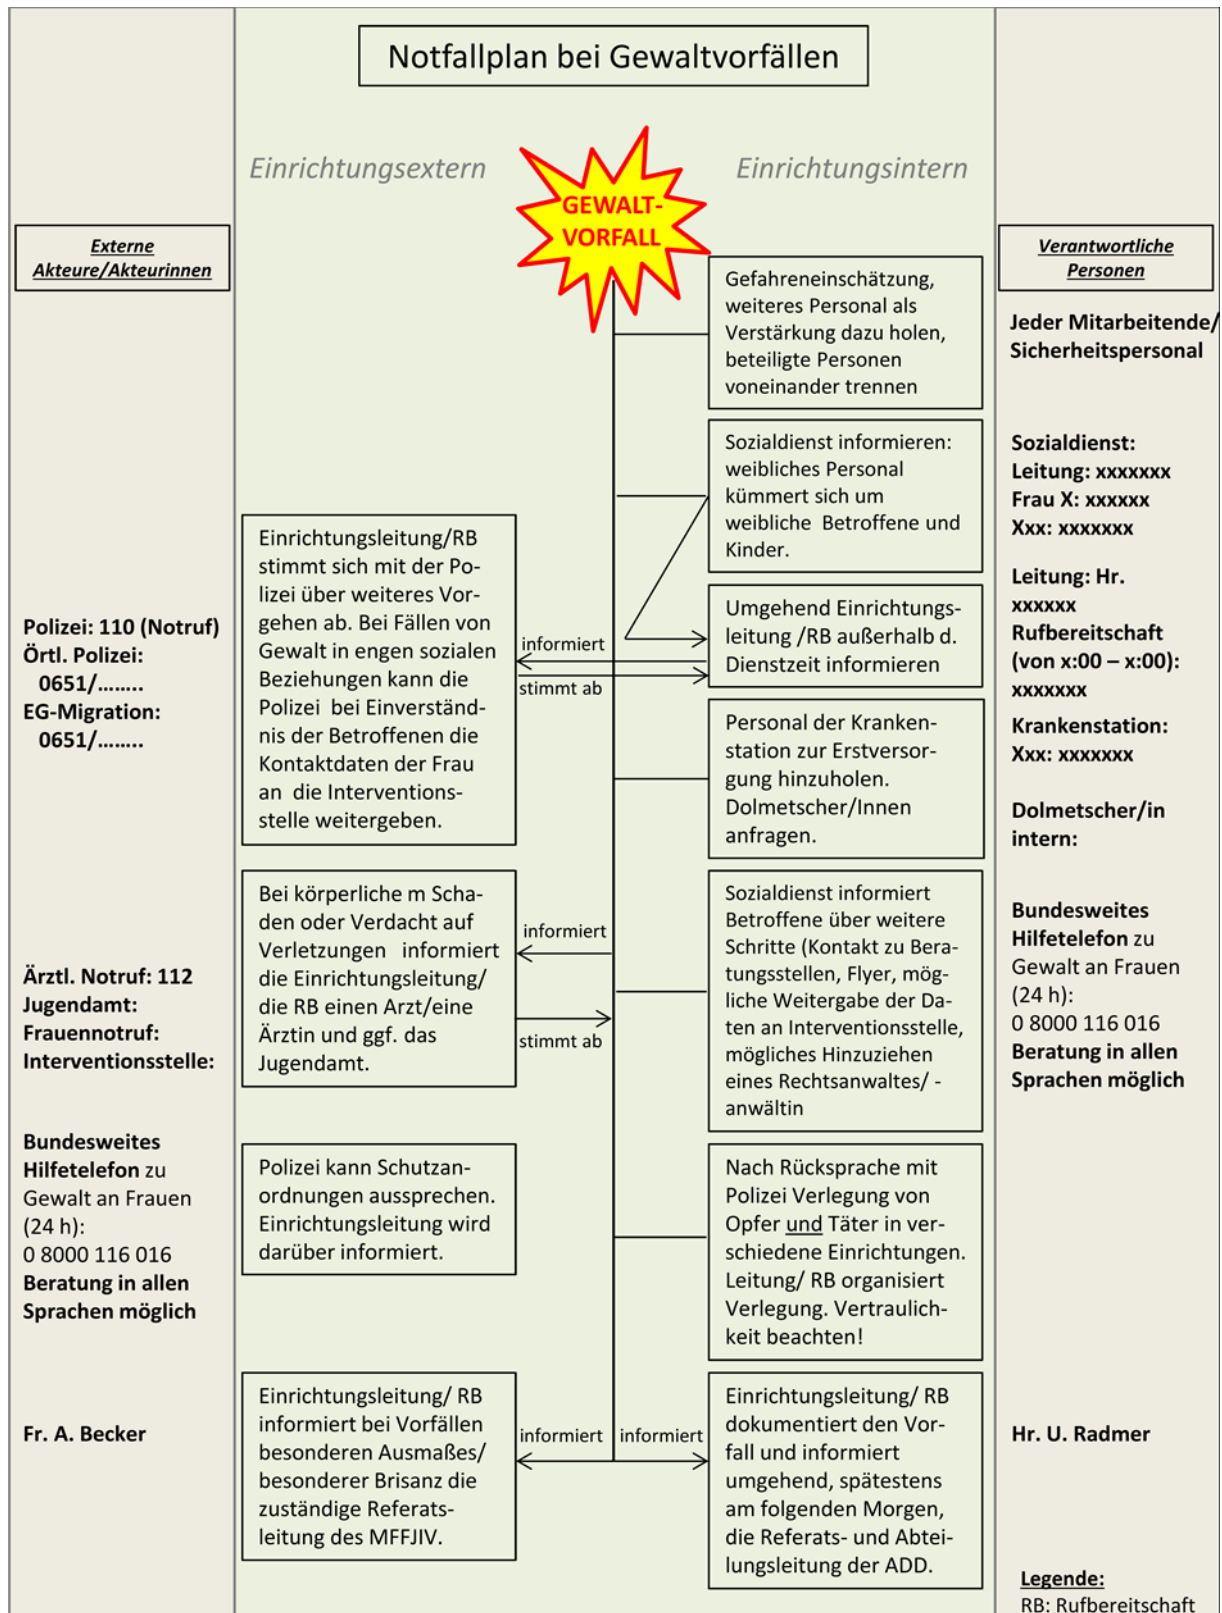 Notfallplan bei Gewaltvorfällen
Einrichtungsextern
Einrichtungsintern
GEWALT-
VORFALL
Externe
Akteure/Akteurinnen
Polizei: 110 (Notruf)
Örtl. Polizei:
0651/........
EG-Migration:
0651/........
Ärztl. Notruf: 112
Jugendamt:
Frauennotruf:
Interventionsstelle:
Bundesweites
Hilfetelefon zu
Gewalt an Frauen
(24 h):
0 8000 116 016
Beratung in allen
Sprachen möglich
Fr. A. Becker
Einrichtungsleitung/RB
stimmt sich mit der Po-
lizei über weiteres Vor-
gehen ab. Bei Fällen von
Gewalt in engen sozialen
Beziehungen kann die
Polizei bei Einverständ-
nis der Betroffenen die
Kontaktdaten der Frau
an die Interventions-
stelle weitergeben.
Bei körperliche m Scha-
den oder Verdacht auf
Verletzungen informiert
die Einrichtungsleitung/
die RB einen Arzt/eine
Ärztin und ggf. das
Jugendamt.
Polizei kann Schutzan-
ordnungen aussprechen.
Einrichtungsleitung wird
darüber informiert.
Einrichtungsleitung/ RB
informiert bei Vorfällen
besonderen Ausmaßes/
besonderer Brisanz die
zuständige Referats-
leitung des MFFJIV.
informiert
stimmt ab
informiert
stimmt ab
informiert
informiert
Gefahreneinschätzung,
weiteres Personal als
Verstärkung dazu holen,
beteiligte Personen
voneinander trennen
Sozialdienst informieren:
weibliches Personal
kümmert sich um
weibliche Betroffene und
Kinder.
Umgehend Einrichtungs-
leitung /RB außerhalb d.
Dienstzeit informieren
Personal der Kranken-
station zur Erstversor-
gung hinzuholen.
Dolmetscher/Innen
anfragen.
Sozialdienst informiert
Betroffene über weitere
Schritte (Kontakt zu Bera-
tungsstellen, Flyer, mög-
liche Weitergabe der Da-
ten an Interventionsstelle,
mögliches Hinzuziehen
eines Rechtsanwaltes/ -
anwältin
Nach Rücksprache mit
Polizei Verlegung von
Opfer und Täter in ver-
schiedene Einrichtungen.
Leitung/ RB organisiert
Verlegung. Vertraulich-
keit beachten!
Einrichtungsleitung/ RB
dokumentiert den Vor-
fall und informiert
umgehend, spätestens
am folgenden Morgen,
die Referats- und Abtei-
lungsleitung der ADD.
Verantwortliche
Personen
Jeder Mitarbeitende/
Sicherheitspersonal
Sozialdienst:
Leitung: xxxxxxx
Frau X: xxxxxx
Xxx: xxxxxxx
Leitung: Hr.
xxxxxx
Rufbereitschaft
(von x:00 – x:00):
xxxxxxx
Krankenstation:
Xxx: xxxxxxx
Dolmetscher/in
intern:
Bundesweites
Hilfetelefon zu
Gewalt an Frauen
(24 h):
0 8000 116 016
Beratung in allen
Sprachen möglich
Hr. U. Radmer
Legende:
RB: Rufbereitschaft